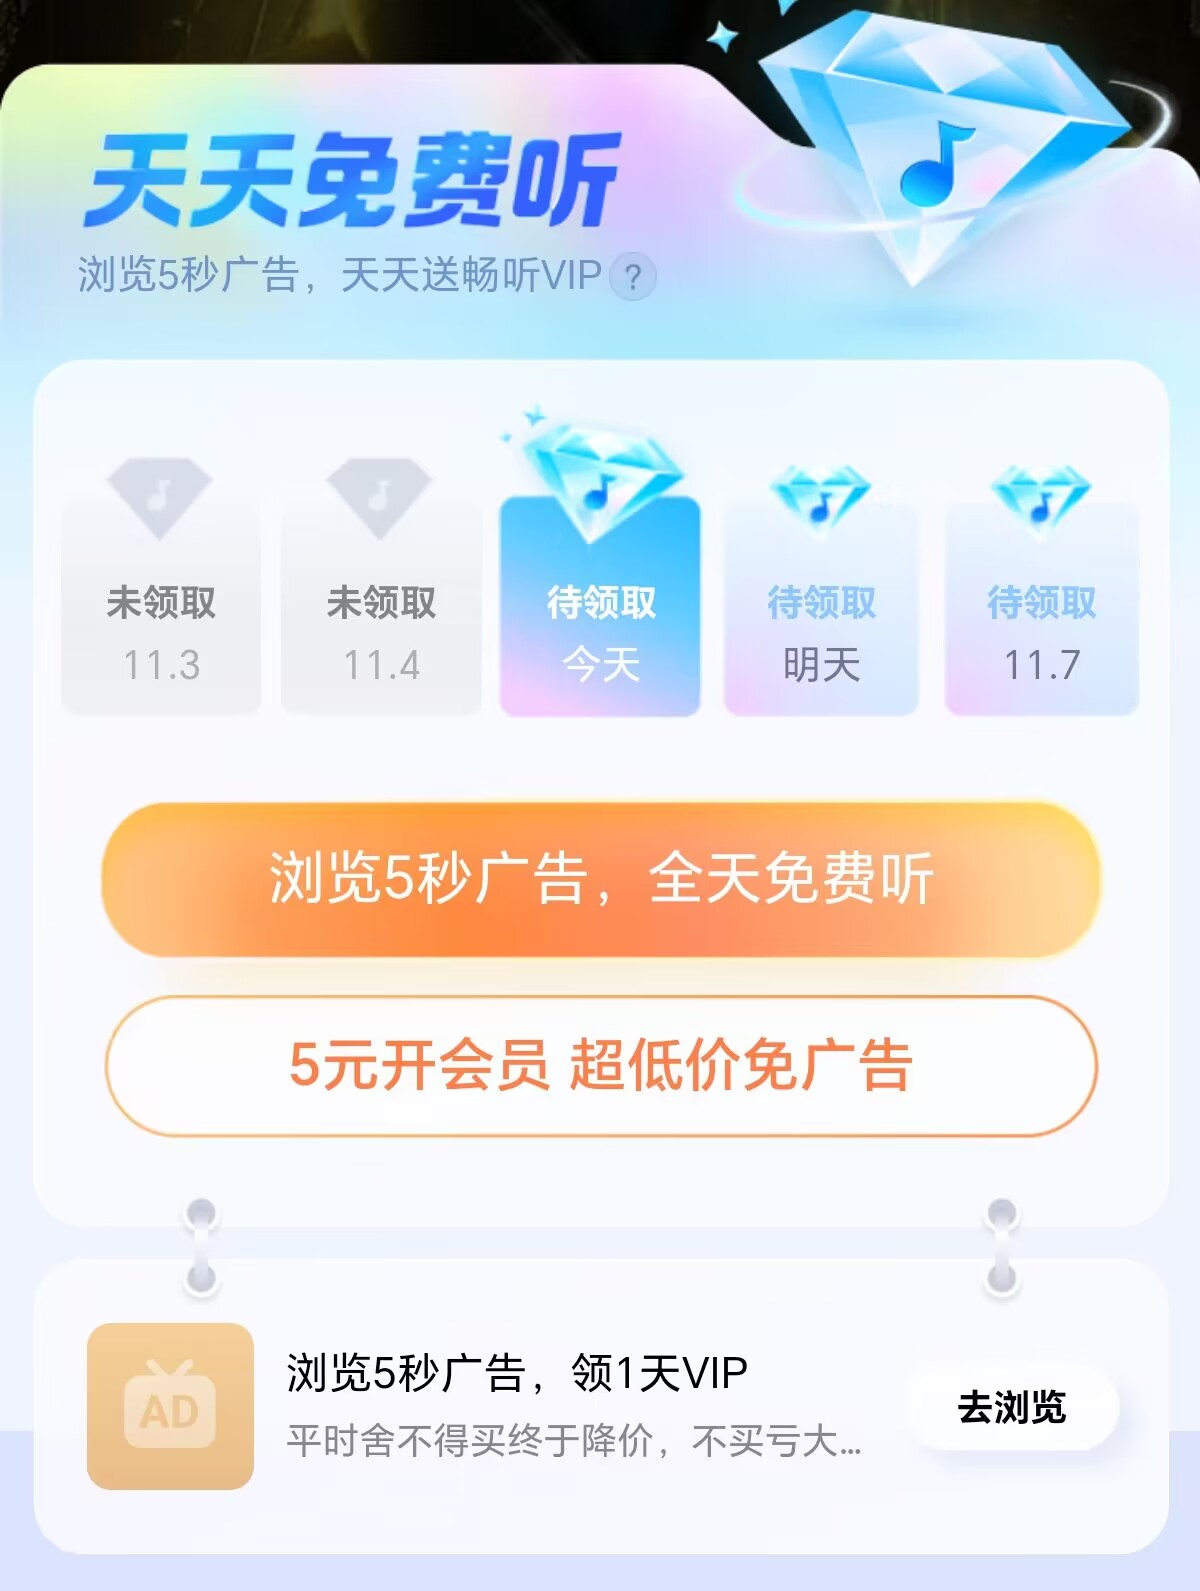 天天免费听
浏览5秒广告，天天送畅听VIP ?
未领取
11.3
未领取
11.4
待领取
今天
待领取
明天
待领取
11.7
浏览5秒广告，全天免费听
5元开会员 超低价免广告
AD
浏览5秒广告，领1天VIP
平时舍不得买终于降价，不买亏大...
去浏览